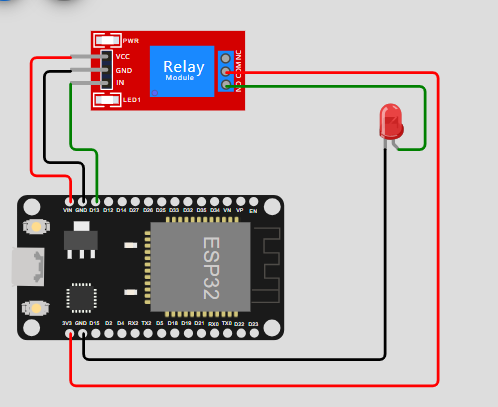 PWR
VCC
GND
IN
LED1
Relay
Module
NO COM NC
VIN GND D13 D12 D14 D27 D26 D25 D33 D32 D35 D34 VN VP EN
ESP32
3V3 GND D15 D2 D4 RX2 TX2 D5 D18 D19 D21 RX0 TX0 D22 D23